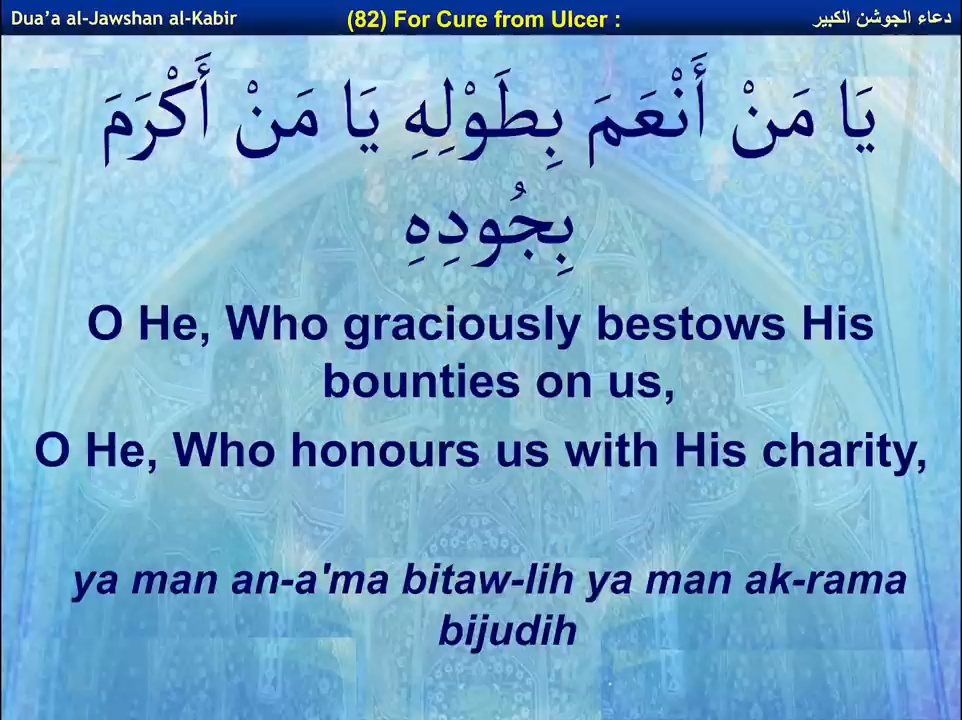 Dua’a al-Jawshan al-Kabir
(82) For Cure from Ulcer :
دعاء الجوشن الكبير
يَا مَنْ أَنْعَمَ بِطَوْلِهِ يَا مَنْ أَكْرَمَ
بِجُودِهِ
O He, Who graciously bestows His
bounties on us,
O He, Who honours us with His charity,
ya man an-a'ma bitaw-lih ya man ak-rama
bijudih